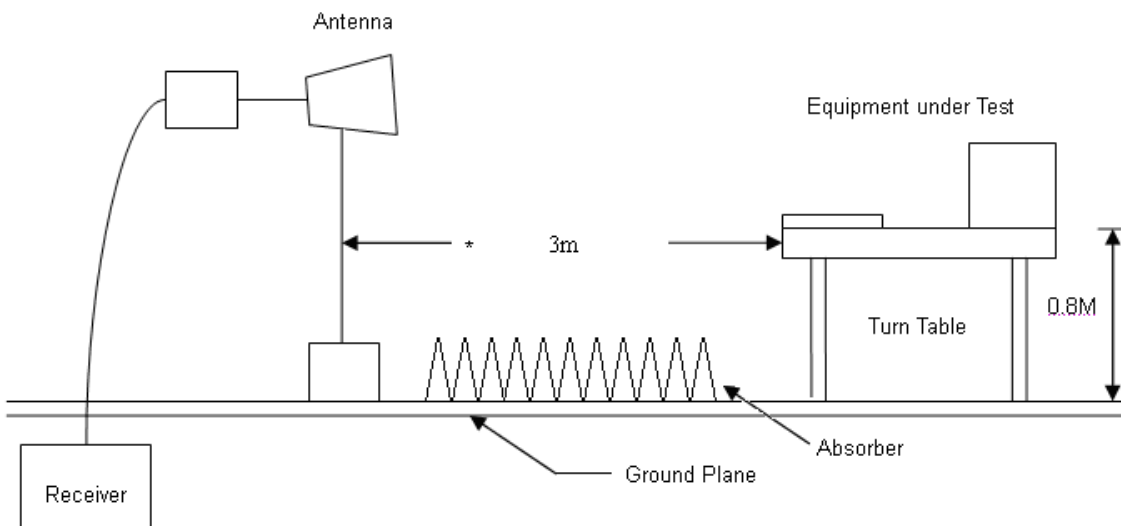 Antenna
Equipment under Test
* 3m
0.8M
Turn Table
Absorber
Ground Plane
Receiver